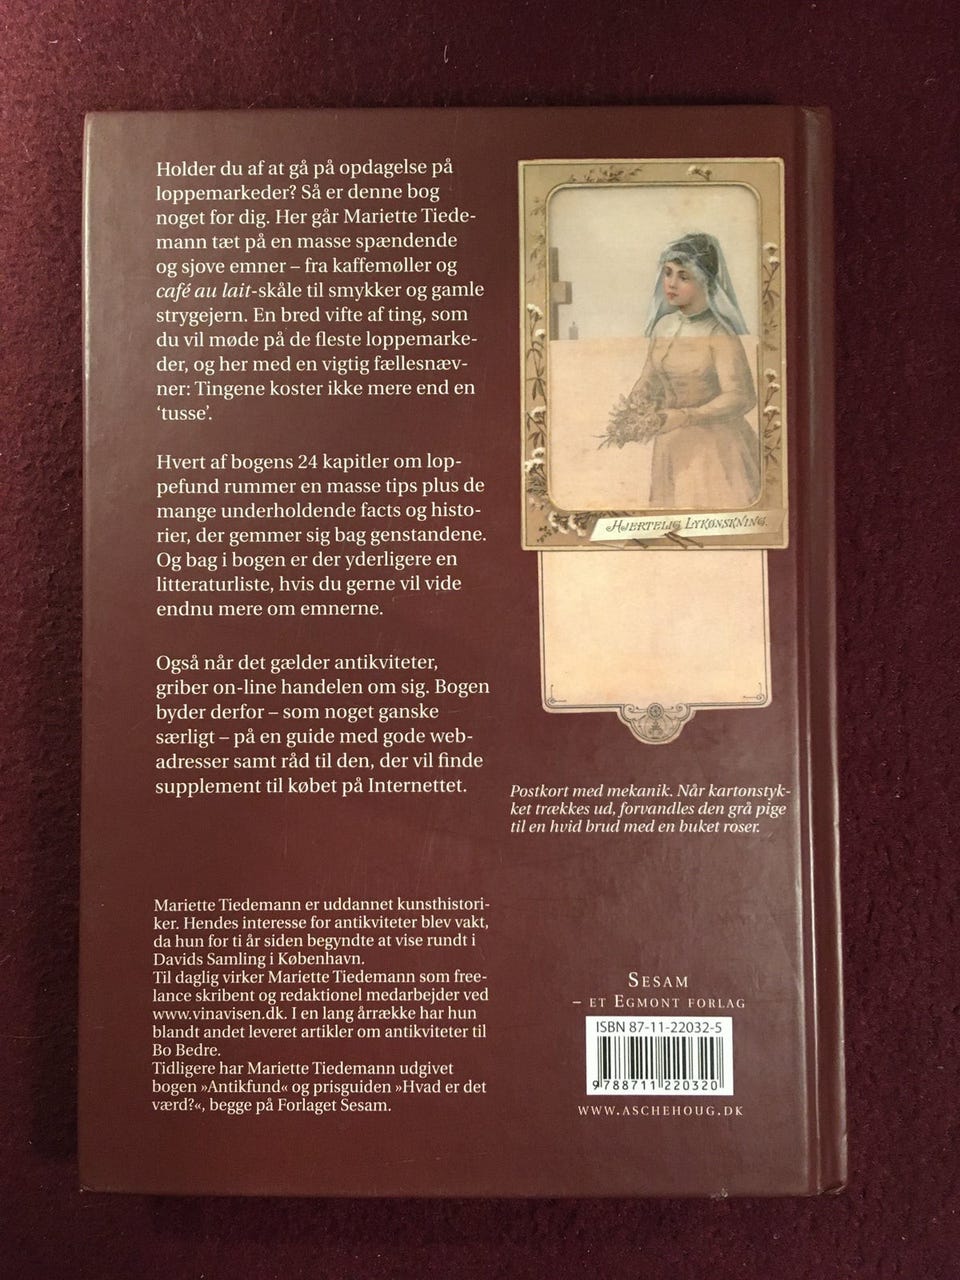 Holder du af at gå på opdagelse på
loppemarkeder? Så er denne bog
noget for dig. Her går Mariette Tiede-
mann tæt på en masse spændende
og sjove emner – fra kaffemøller og
café au lait-skåle til smykker og gamle
strygejern. En bred vifte af ting, som
du vil møde på de fleste loppemarke-
der, og her med en vigtig fællesnæv-
ner: Tingene koster ikke mere end en
‘tusse’.
Hvert af bogens 24 kapitler om lop-
pefund rummer en masse tips plus de
mange underholdende facts og histo-
rier, der gemmer sig bag genstandene.
Og bag i bogen er der yderligere en
litteraturliste, hvis du gerne vil vide
endnu mere om emnerne.
Også når det gælder antikviteter,
griber on-line handelen om sig. Bogen
byder derfor – som noget ganske
særligt – på en guide med gode web-
adresser samt råd til den, der vil finde
supplement til købet på Internettet.
Mariette Tiedemann er uddannet kunsthistori-
ker. Hendes interesse for antikviteter blev vakt,
da hun for ti år siden begyndte at vise rundt i
Davids Samling i København.
Til daglig virker Mariette Tiedemann som free-
lance skribent og redaktionel medarbejder ved
www.vinavisen.dk. I en lang årrække har hun
blandt andet leveret artikler om antikviteter til
Bo Bedre.
Tidligere har Mariette Tiedemann udgivet
bogen »Antikfund« og prisguiden »Hvad er det
værd?«, begge på Forlaget Sesam.
HJERTELIG LYKØNSKNING.
Postkort med mekanik. Når kartonstyk-
ket trækkes ud, forvandles den grå pige
til en hvid brud med en buket roser.
SESAM
– ET EGMONT FORLAG
ISBN 87-11-22032-5
9 788711 220320
WWW.ASCHEHOUG.DK